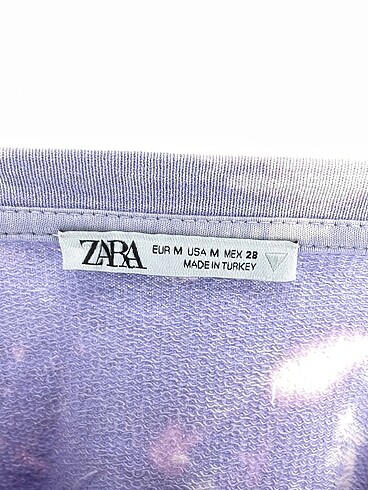 ZARA
EUR M USA M MEX 28
MADE IN TURKEY